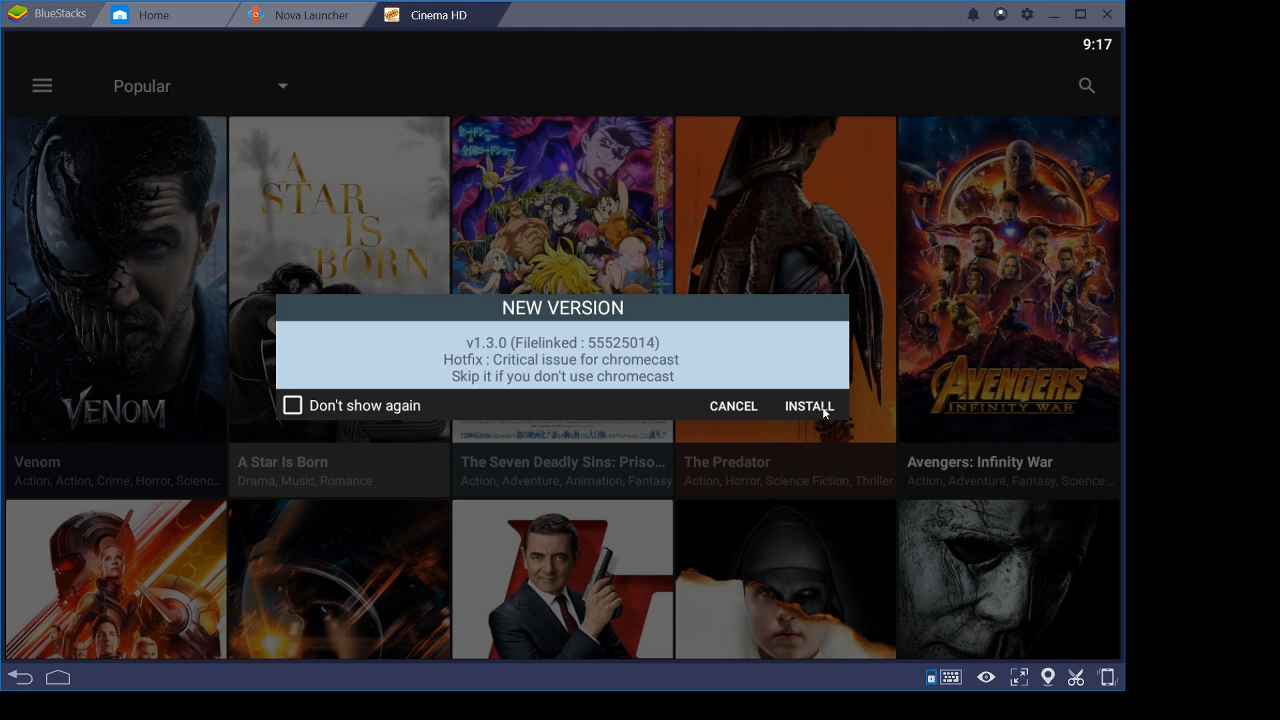 BlueStacks
Home
Nova Launcher
Cinema HD
9:17
Popular
A
STAR
IS
BORN
VENOM
AVENGERS
INFINITY WAR
NEW VERSION
v1.3.0 (Filelinked : 55525014)
Hotfix : Critical issue for chromecast
Skip it if you don't use chromecast
Don't show again
CANCEL
INSTALL
Venom
Action, Action, Crime, Horror, Scienc...
A Star Is Born
Drama, Music, Romance
The Seven Deadly Sins: Priso...
Action, Adventure, Animation, Fantasy
The Predator
Action, Horror, Science Fiction, Thriller
Avengers: Infinity War
Action, Adventure, Fantasy, Science...